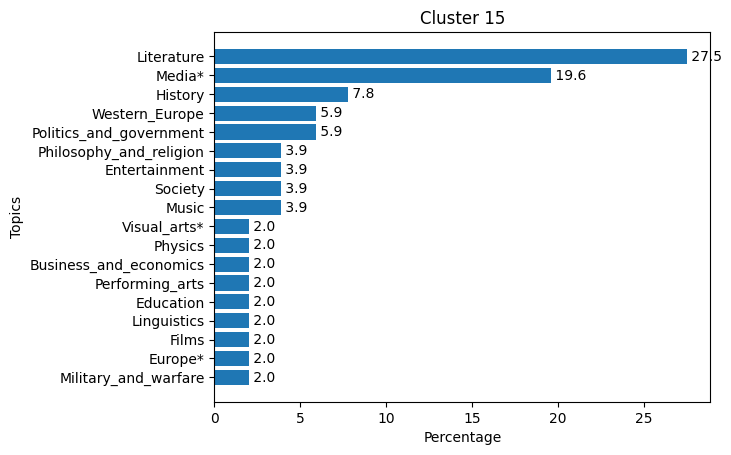 Cluster 15
Topics
Literature 27.5
Media* 19.6
History 7.8
Western_Europe 5.9
Politics_and_government 5.9
Philosophy_and_religion 3.9
Entertainment 3.9
Society 3.9
Music 3.9
Visual_arts* 2.0
Physics 2.0
Business_and_economics 2.0
Performing_arts 2.0
Education 2.0
Linguistics 2.0
Films 2.0
Europe* 2.0
Military_and_warfare 2.0
0 5 10 15 20 25
Percentage